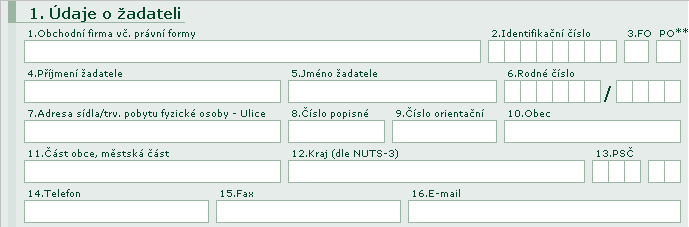 1. Údaje o žadateli
1.Obchodní firma vč. právní formy 2.Identifikační číslo 3.FO PO**
4.Příjmení žadatele 5.Jméno žadatele 6.Rodné číslo
/
7.Adresa sídla/trv. pobytu fyzické osoby - Ulice 8.Číslo popisné 9.Číslo orientační 10.Obec
11.Část obce, městská část 12.Kraj (dle NUTS-3) 13.PSČ
14.Telefon 15.Fax 16.E-mail